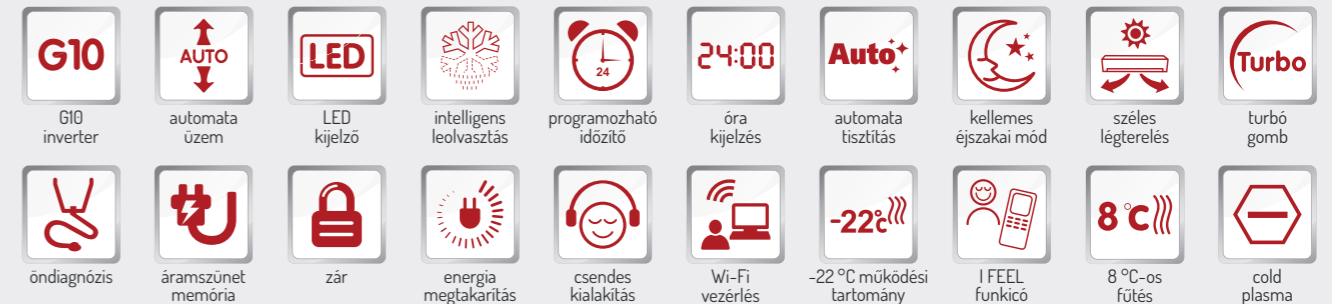 G10 AUTO LED 24 24:00 Auto Turbo
G10 automata LED intelligens programozható óra automata kellemes széles turbó
inverter üzem kijelző leolvasztás időzítő kijelzés tisztítás éjszakai mód légterelés gomb
-22°C 8 °C
öndiagnózis áramszünet zár energia csendes Wi-Fi -22 °C működési I FEEL 8 °C-os cold
memória megtakarítás kialakítás vezérlés tartomány funkicó fűtés plasma